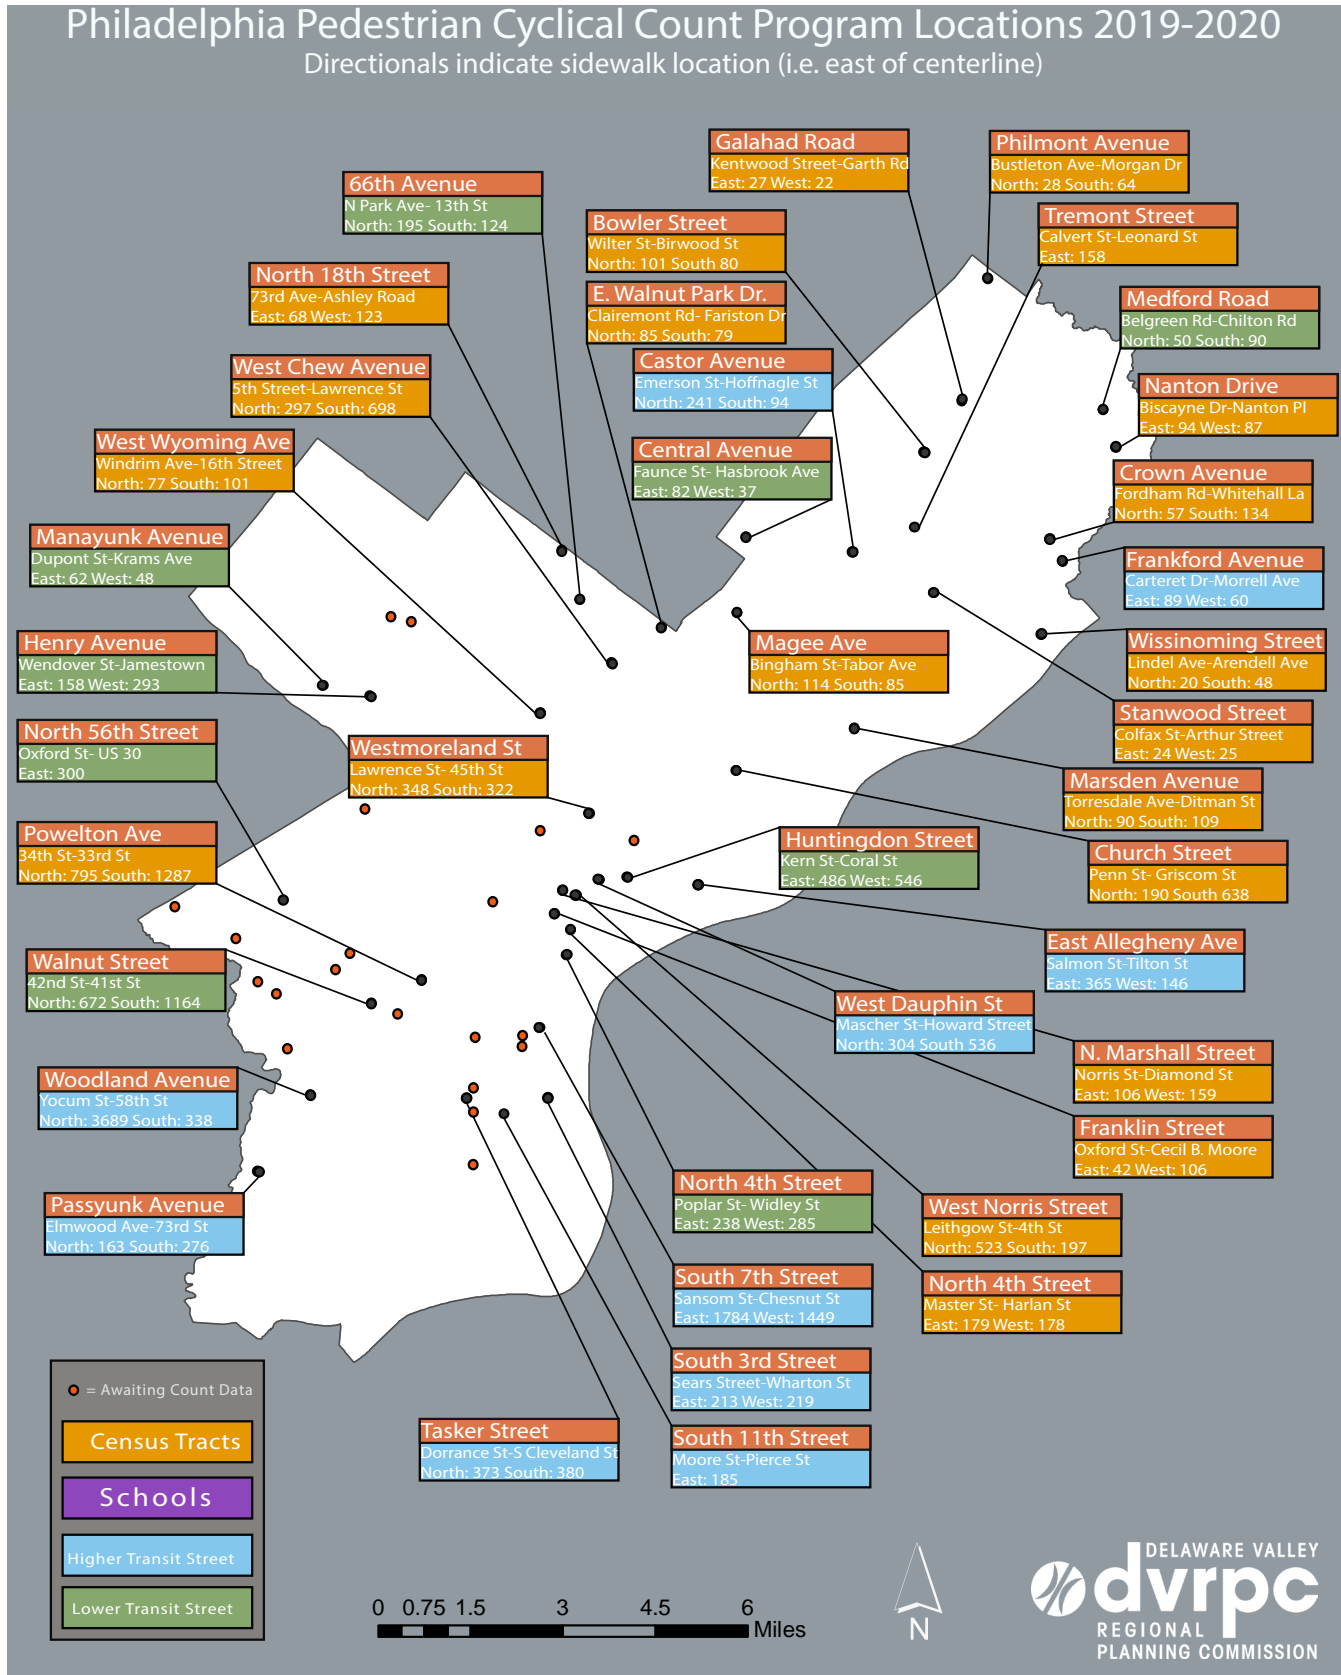 Philadelphia Pedestrian Cyclical Count Program Locations 2019-2020
Directionals indicate sidewalk location (i.e. east of centerline)
Galahad Road
Kentwood Street-Garth Rd
East: 27 West: 22
Philmont Avenue
Bustleton Ave-Morgan Dr
North: 28 South: 64
66th Avenue
N Park Ave- 13th St
North: 195 South: 124
Bowler Street
Wilter St-Birwood St
North: 101 South 80
Tremont Street
Calvert St-Leonard St
East: 158
North 18th Street
73rd Ave-Ashley Road
East: 68 West: 123
E. Walnut Park Dr.
Clairemont Rd- Fariston Dr
North: 85 South: 79
Medford Road
Belgreen Rd-Chilton Rd
North: 50 South: 90
West Chew Avenue
5th Street-Lawrence St
North: 297 South: 698
Castor Avenue
Emerson St-Hoffnagle St
North: 241 South: 94
Nanton Drive
Biscayne Dr-Nanton Pl
East: 94 West: 87
West Wyoming Ave
Windrim Ave-16th Street
North: 77 South: 101
Central Avenue
Faunce St- Hasbrook Ave
East: 82 West: 37
Crown Avenue
Fordham Rd-Whitehall La
North: 57 South: 134
Manayunk Avenue
Dupont St-Krams Ave
East: 62 West: 48
Frankford Avenue
Carteret Dr-Morrell Ave
East: 89 West: 60
Henry Avenue
Wendover St-Jamestown
East: 158 West: 293
Magee Ave
Bingham St-Tabor Ave
North: 114 South: 85
Wissinoming Street
Lindel Ave-Arendell Ave
North: 20 South: 48
North 56th Street
Oxford St- US 30
East: 300
Westmoreland St
Lawrence St- 45th St
North: 348 South: 322
Stanwood Street
Colfax St-Arthur Street
East: 24 West: 25
Marsden Avenue
Torresdale Ave-Ditman St
North: 90 South: 109
Powelton Ave
34th St-33rd St
North: 795 South: 1287
Huntingdon Street
Kern St-Coral St
East: 486 West: 546
Church Street
Penn St- Griscom St
North: 190 South 638
East Allegheny Ave
Salmon St-Tilton St
East: 365 West: 146
Walnut Street
42nd St-41st St
North: 672 South: 1164
West Dauphin St
Mascher St-Howard Street
North: 304 South 536
N. Marshall Street
Norris St-Diamond St
East: 106 West: 159
Woodland Avenue
Yocum St-58th St
North: 3689 South: 338
Franklin Street
Oxford St-Cecil B. Moore
East: 42 West: 106
Passyunk Avenue
Elmwood Ave-73rd St
North: 163 South: 276
North 4th Street
Poplar St- Widley St
East: 238 West: 285
West Norris Street
Leithgow St-4th St
North: 523 South: 197
South 7th Street
Sansom St-Chesnut St
East: 1784 West: 1449
North 4th Street
Master St- Harlan St
East: 179 West: 178
South 3rd Street
Sears Street-Wharton St
East: 213 West: 219
Tasker Street
Dorrance St-S Cleveland St
North: 373 South: 380
South 11th Street
Moore St-Pierce St
East: 185
= Awaiting Count Data
Census Tracts
Schools
Higher Transit Street
Lower Transit Street
0 0.75 1.5 3 4.5 6
Miles
N
DELAWARE VALLEY
dvrpc
REGIONAL
PLANNING COMMISSION